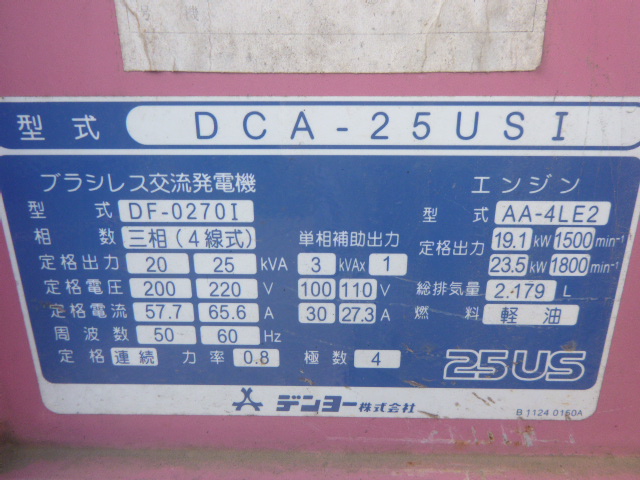 型式 DCA-25USI
ブラシレス交流発電機
型式 DF-0270I
相数 三相(4線式)
定格出力 20 25 kVA
定格電圧 200 220 V
定格電流 57.7 65.6 A
周波数 50 60 Hz
定格 連続 力率 0.8 極数 4
単相補助出力
3 kVAx 1
100 110 V
30 27.3 A
エンジン
型式 AA-4LE2
定格出力 19.1 kW 1500 min⁻¹
23.5 kW 1800 min⁻¹
総排気量 2.179 L
燃料 軽油
25US
デンヨー株式会社
B 1124 0150A